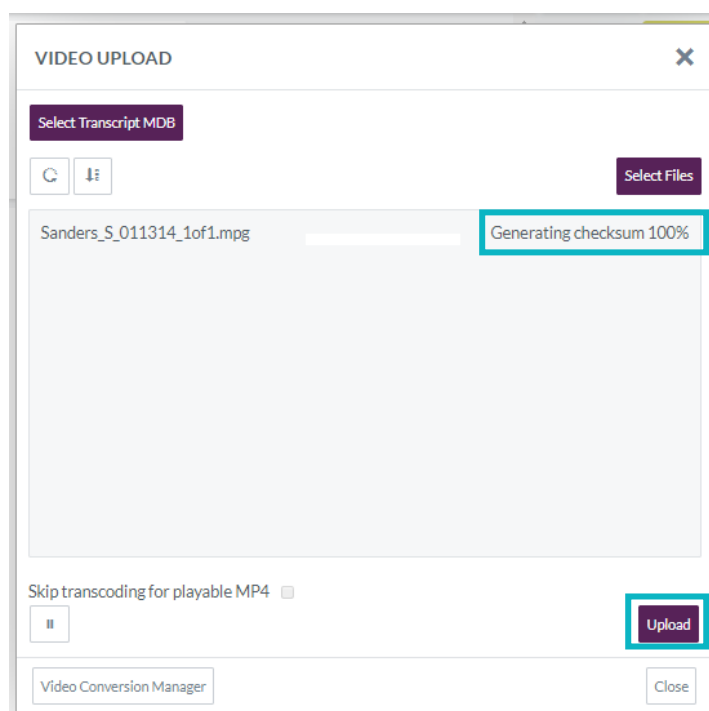 VIDEO UPLOAD
Select Transcript MDB
Select Files
Sanders_S_011314_1of1.mpg Generating checksum 100%
Skip transcoding for playable MP4
Upload
Video Conversion Manager Close